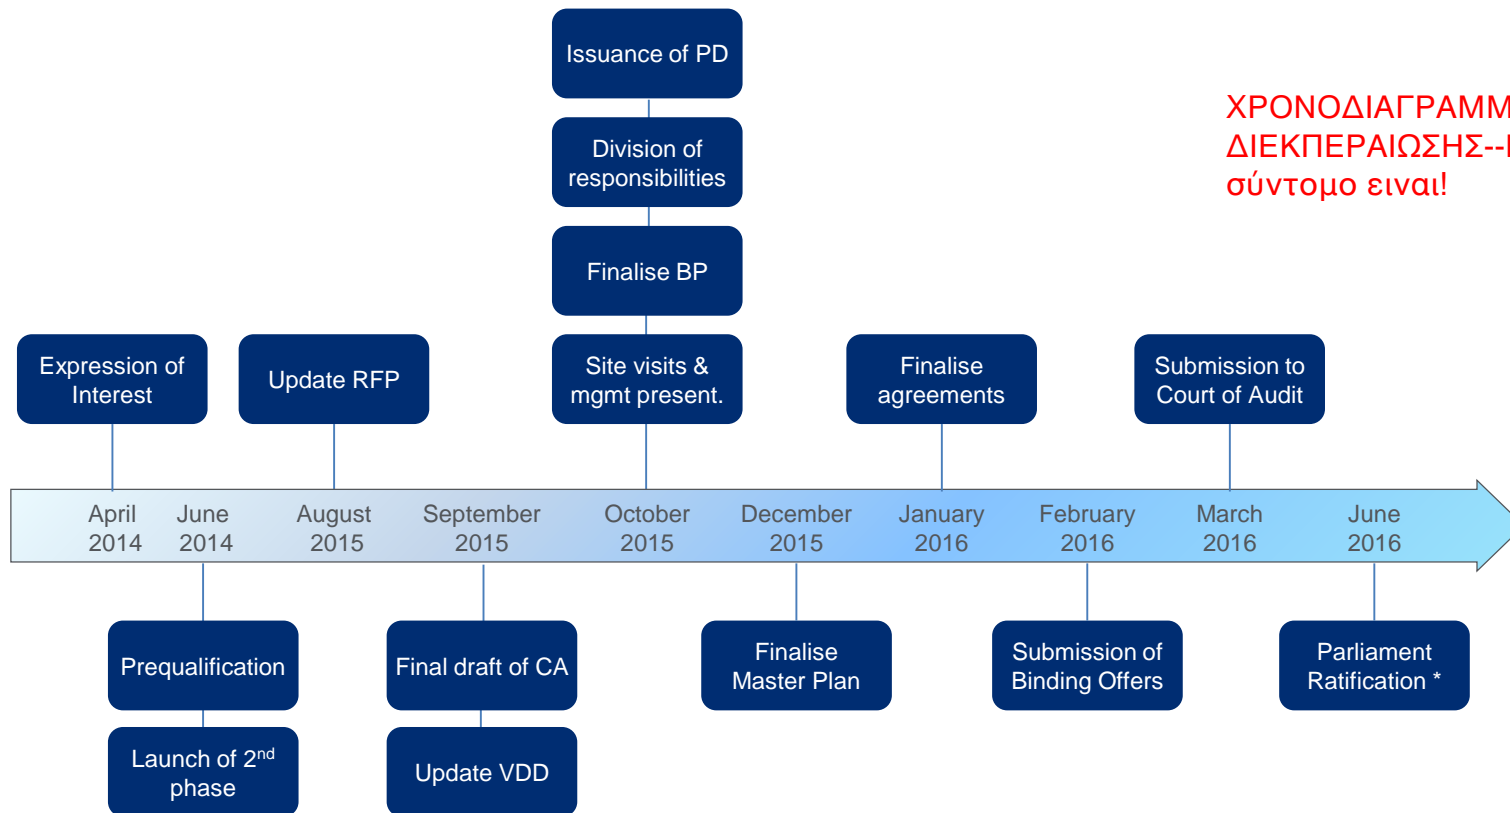 Issuance of PD
Division of
responsibilities
Finalise BP
Site visits &
mgmt present.
ΧΡΟΝΟΔΙΑΓΡΑΜΜ
ΔΙΕΚΠΕΡΑΙΩΣΗΣ--
σύντομο ειναι!
Expression of
Interest
Update RFP
Finalise
agreements
Submission to
Court of Audit
April
2014
June
2014
August
2015
September
2015
October
2015
December
2015
January
2016
February
2016
March
2016
June
2016
Prequalification
Launch of 2nd
phase
Final draft of CA
Update VDD
Finalise
Master Plan
Submission of
Binding Offers
Parliament
Ratification *